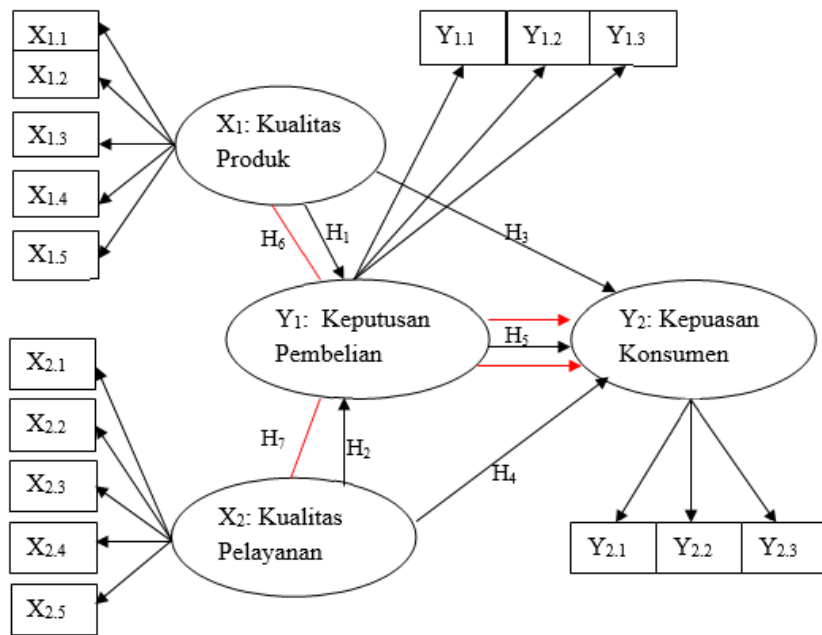 X1.1
X1.2
X1.3
X1.4
X1.5
Y1.1 Y1.2 Y1.3
X1: Kualitas
Produk
H6
H1
H3
Y1: Keputusan
Pembelian
H5
Y2: Kepuasan
Konsumen
X2.1
X2.2
X2.3
X2.4
X2.5
H7
H2
H4
X2: Kualitas
Pelayanan
Y2.1 Y2.2 Y2.3